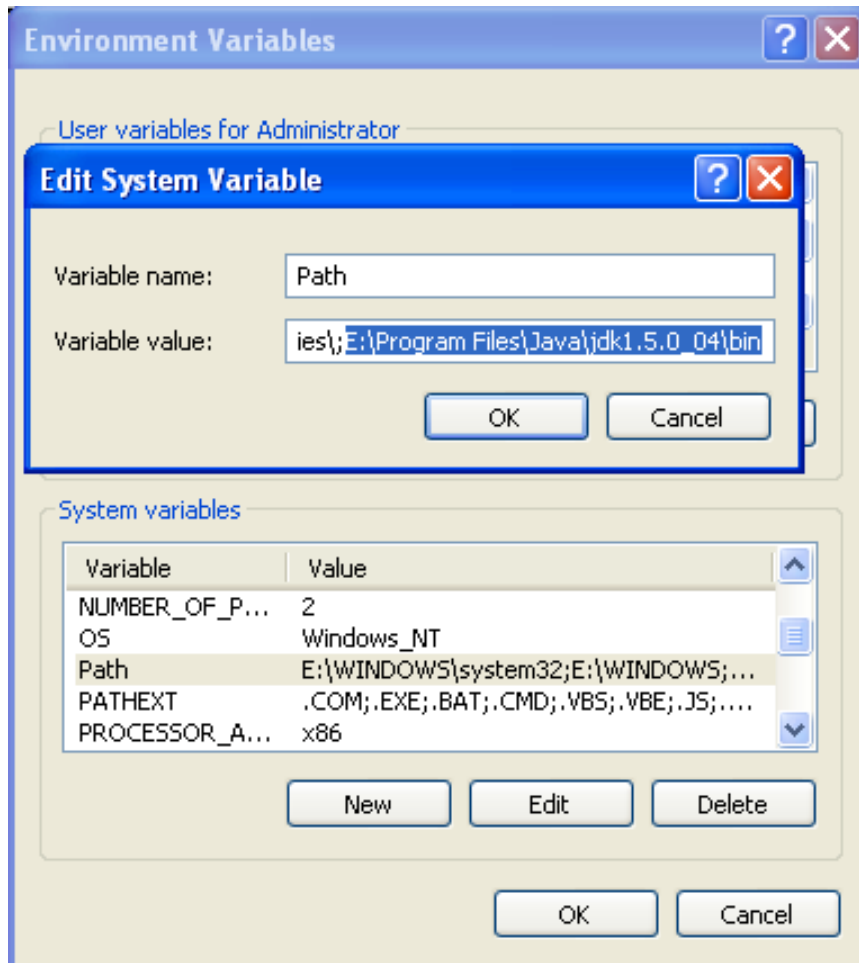 Environment Variables
User variables for Administrator
Edit System Variable
Variable name: Path
Variable value: ies\;E:\Program Files\Java\jdk1.5.0_04\bin
OK Cancel
System variables
Variable Value
NUMBER_OF_P... 2
OS Windows_NT
Path E:\WINDOWS\system32;E:\WINDOWS;...
PATHEXT .COM;.EXE;.BAT;.CMD;.VBS;.VBE;.JS;....
PROCESSOR_A... x86
New Edit Delete
OK Cancel